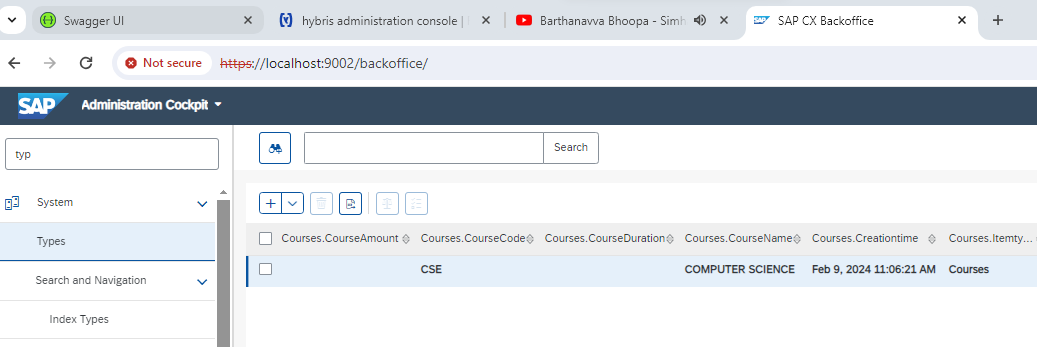 Swagger UI
hybris administration console |
Barthanavva Bhoopa - Simh
SAP CX Backoffice
Not secure
https://localhost:9002/backoffice/
SAP
Administration Cockpit
typ
Search
System
Types
Search and Navigation
Index Types
Courses.CourseAmount Courses.CourseCode Courses.CourseDuration Courses.CourseName Courses.Creationtime Courses.Itemty...
CSE COMPUTER SCIENCE Feb 9, 2024 11:06:21 AM Courses